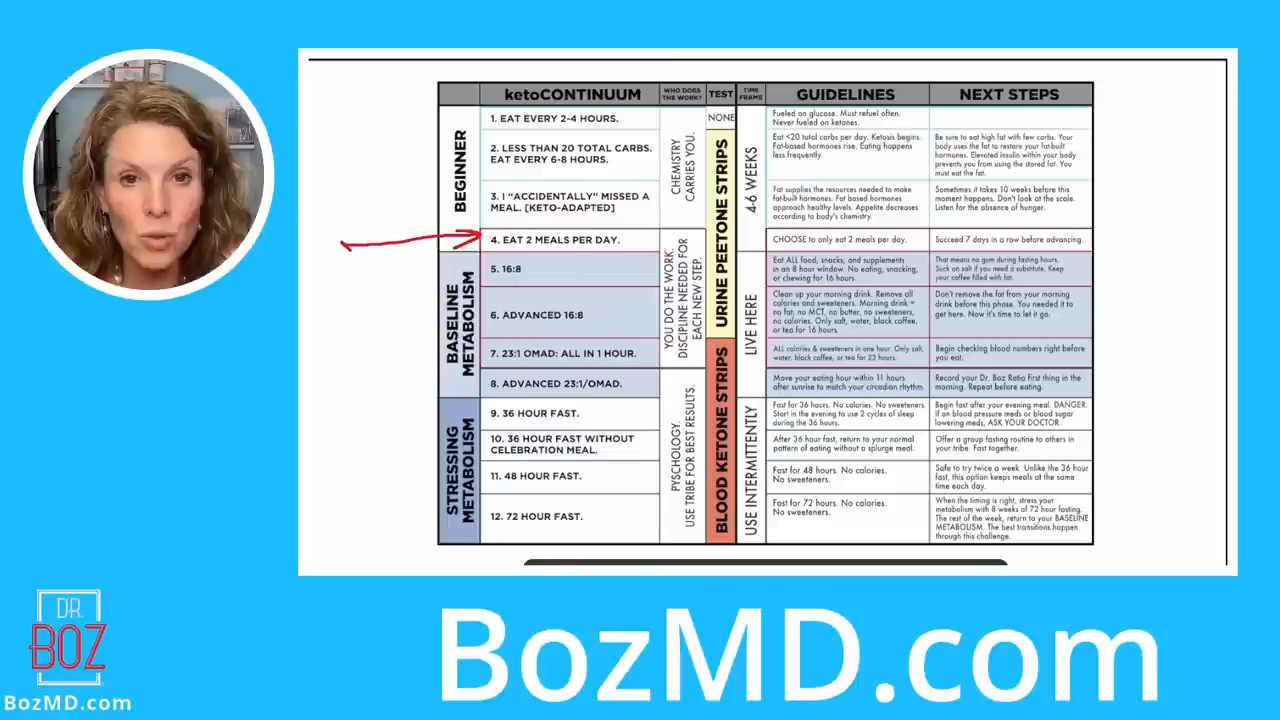 ketoCONTINUUM
WHO DOES
THE WORK?
TEST
TIME
FRAME
GUIDELINES
NEXT STEPS
BEGINNER
1. EAT EVERY 2-4 HOURS.
CHEMISTRY
CARRIES YOU.
NONE
4-6 WEEKS
Fueled on glucose. Must refuel often.
Never fueled on ketones.
2. LESS THAN 20 TOTAL CARBS.
EAT EVERY 6-8 HOURS.
URINE PEETONE STRIPS
Eat <20 total carbs per day. Ketosis begins
Fat-based hormones rise. Eating happens
less frequently.
Be sure to eat high fat with few carbs. Your
body uses the fat to restore your fat-built
hormones. Elevated insulin within your body
prevents you from using the stored fat. You
must eat the fat.
3. I “ACCIDENTALLY” MISSED A
MEAL. [KETO-ADAPTED]
Fat supplies the resources needed to make
fat-built hormones. Fat based hormones
approach healthy levels. Appetite decreases
according to body's chemistry.
Sometimes it takes 10 weeks before this
moment happens. Don't look at the scale.
Listen for the absence of hunger.
4. EAT 2 MEALS PER DAY.
YOU DO THE WORK.
DISCIPLINE NEEDED FOR
EACH NEW STEP.
CHOOSE to only eat 2 meals per day.
Succeed 7 days in a row before advancing.
BASELINE
METABOLISM
5. 16:8
LIVE HERE
Eat ALL food, snacks, and supplements
in an 8 hour window. No eating, snacking,
or chewing for 16 hours.
That means no gum during fasting hours.
Suck on salt if you need a substitute. Keep
your coffee filled with fat.
6. ADVANCED 16:8
Clean up your morning drink. Remove all
calories and sweeteners. Morning drink =
no fat, no MCT, no butter, no sweeteners,
no calories. Only salt, water, black coffee,
or tea for 16 hours.
Don't remove the fat from your morning
drink before this phase. You needed it to
get here. Now it's time to let it go.
7. 23:1 OMAD: ALL IN 1 HOUR.
BLOOD KETONE STRIPS
ALL calories & sweeteners in one hour. Only salt,
water, black coffee, or tea for 23 hours.
Begin checking blood numbers right before
you eat.
8. ADVANCED 23:1/OMAD.
PYSCHOLOGY.
USE TRIBE FOR BEST RESULTS.
Move your eating hour within 11 hours
after sunrise to match your circadian rhythm.
Record your Dr. Boz Ratio first thing in the
morning. Repeat before eating.
STRESSING
METABOLISM
9. 36 HOUR FAST.
USE INTERMITTENTLY
Fast for 36 hours. No calories. No sweeteners.
Start in the evening to use 2 cycles of sleep
during the 36 hours.
Begin fast after your evening meal. DANGER:
If on blood pressure meds or blood sugar
lowering meds, ASK YOUR DOCTOR.
10. 36 HOUR FAST WITHOUT
CELEBRATION MEAL.
After 36 hour fast, return to your normal
pattern of eating without a splurge meal.
Offer a group fasting routine to others in
your tribe. Fast together.
11. 48 HOUR FAST.
Fast for 48 hours. No calories.
No sweeteners.
Safe to try twice a week. Unlike the 36 hour
fast, this option keeps meals at the same
time each day.
12. 72 HOUR FAST.
Fast for 72 hours. No calories.
No sweeteners.
When the timing is right, stress your
metabolism with 8 weeks of 72 hour fasting.
The rest of the week, return to your BASELINE
METABOLISM. The best transitions happen
through this challenge.
DR.
BOZ
BozMD.com
BozMD.com